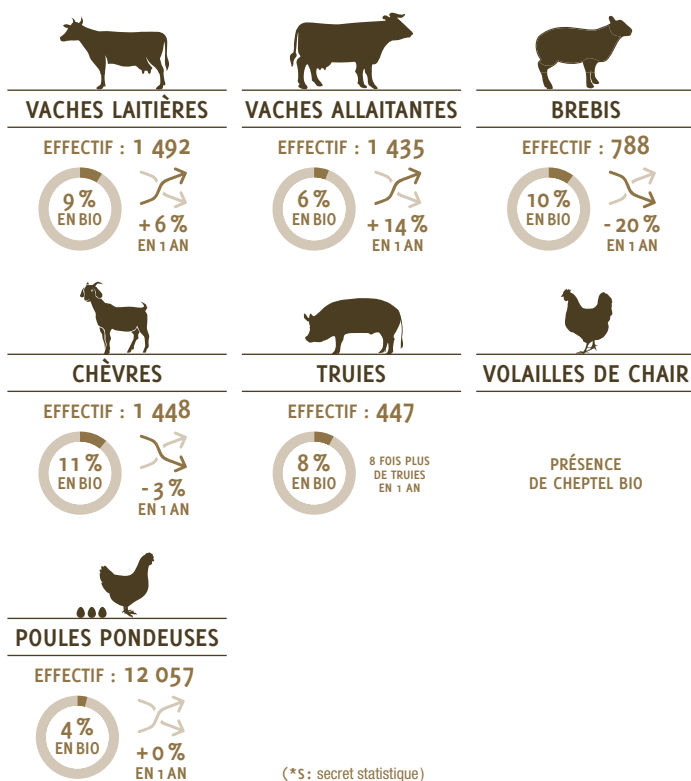 VACHES LAITIÈRES
EFFECTIF : 1 492
9 %
EN BIO
+ 6 %
EN 1 AN
VACHES ALLAITANTES
EFFECTIF : 1 435
6 %
EN BIO
+ 14 %
EN 1 AN
BREBIS
EFFECTIF : 788
10 %
EN BIO
- 20 %
EN 1 AN
CHÈVRES
EFFECTIF : 1 448
11 %
EN BIO
- 3 %
EN 1 AN
TRUIES
EFFECTIF : 447
8 %
EN BIO
8 FOIS PLUS
DE TRUIES
EN 1 AN
VOLAILLES DE CHAIR
PRÉSENCE
DE CHEPTEL BIO
POULES PONDEUSES
EFFECTIF : 12 057
4 %
EN BIO
+ 0 %
EN 1 AN
(*S: secret statistique)